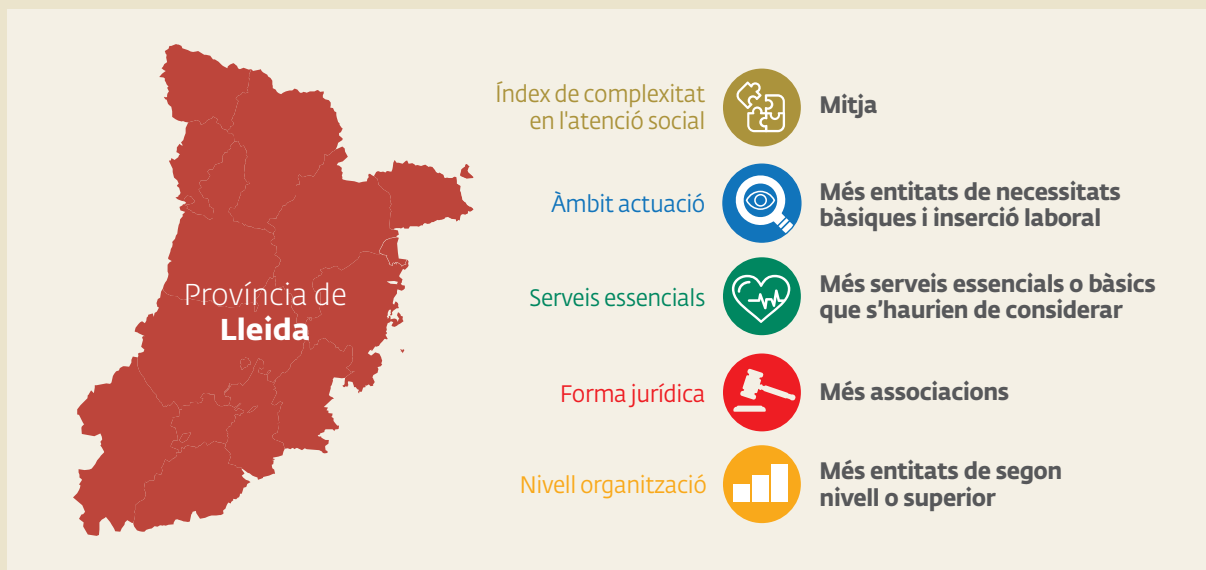 Província de
Lleida
Índex de complexitat
en l'atenció social
Mitja
Àmbit actuació
Més entitats de necessitats
bàsiques i inserció laboral
Serveis essencials
Més serveis essencials o bàsics
que s’haurien de considerar
Forma jurídica
Més associacions
Nivell organització
Més entitats de segon
nivell o superior